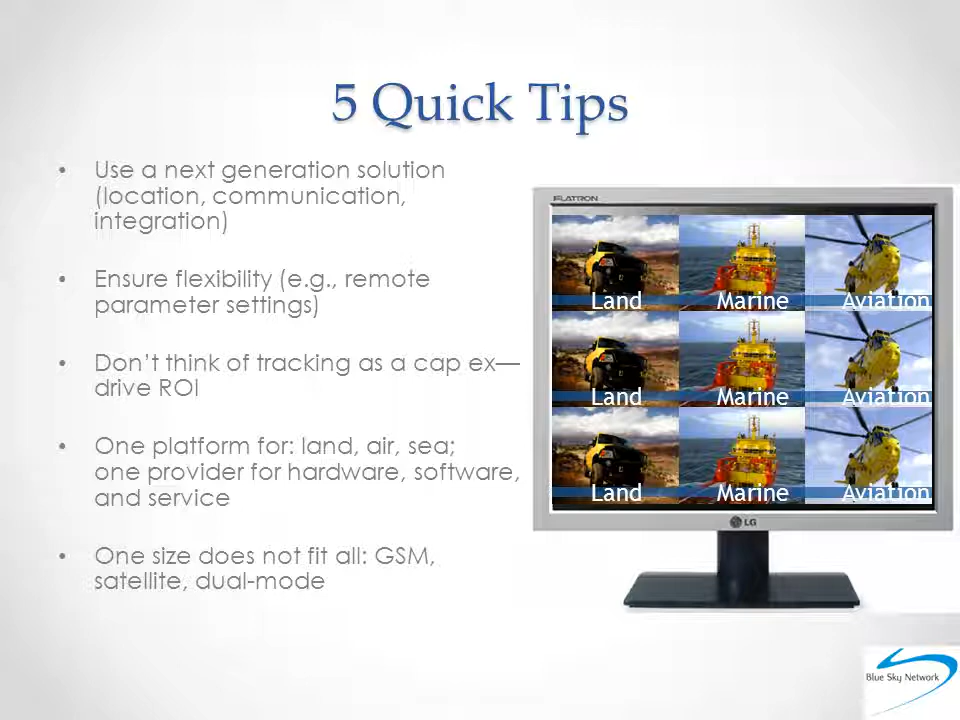 5 Quick Tips
• Use a next generation solution
(location, communication,
integration)
• Ensure flexibility (e.g., remote
parameter settings)
• Don’t think of tracking as a cap ex—
drive ROI
• One platform for: land, air, sea;
one provider for hardware, software,
and service
• One size does not fit all: GSM,
satellite, dual-mode
FLATRON
Land Marine Aviation
Land Marine Aviation
Land Marine Aviation
LG
Blue Sky Network